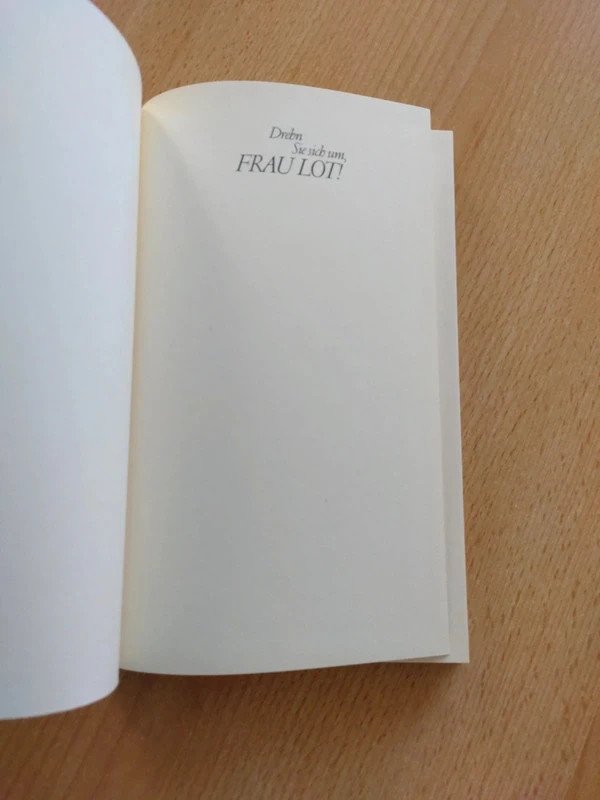 Drehn
Sie sich um,
FRAU LOT!